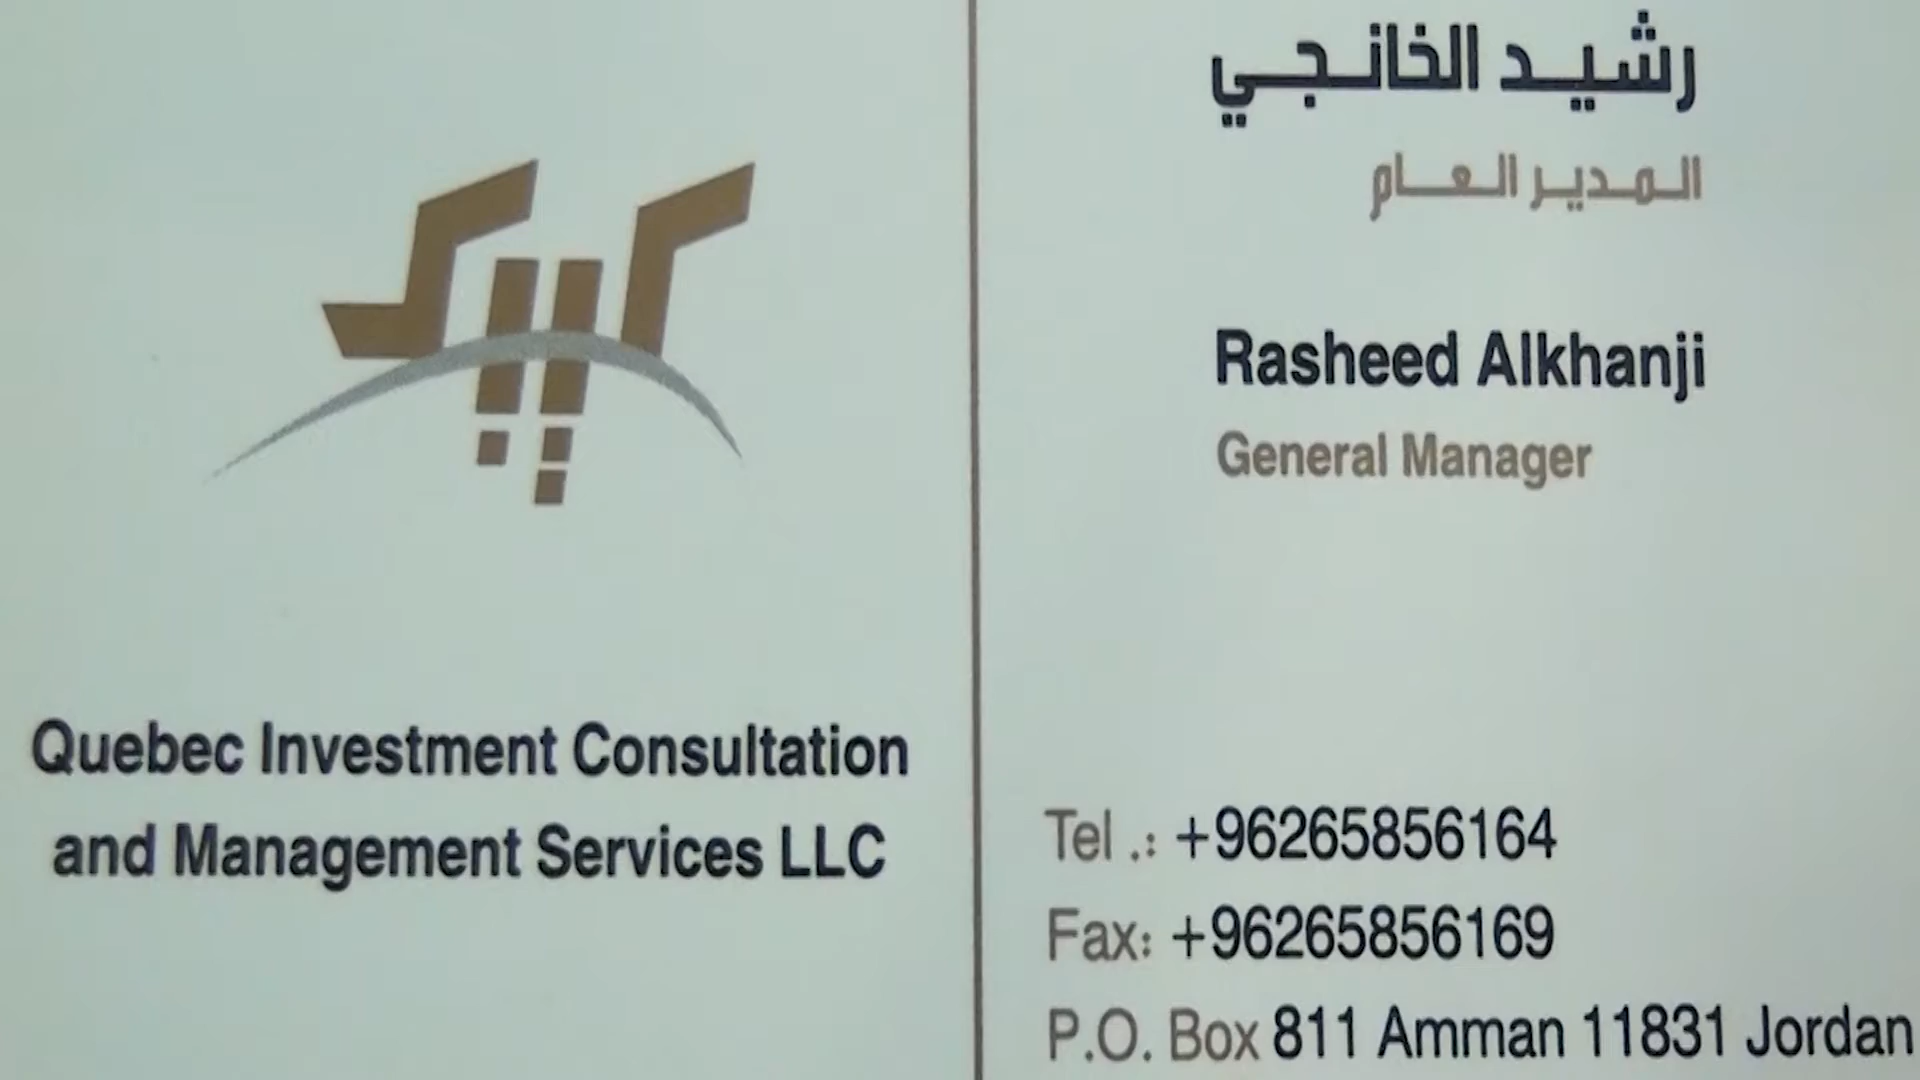 كيبك
Quebec Investment Consultation
and Management Services LLC
رشيد الخانجي
المدير العام
Rasheed Alkhanji
General Manager
Tel .: +96265856164
Fax: +96265856169
P.O. Box 811 Amman 11831 Jordan